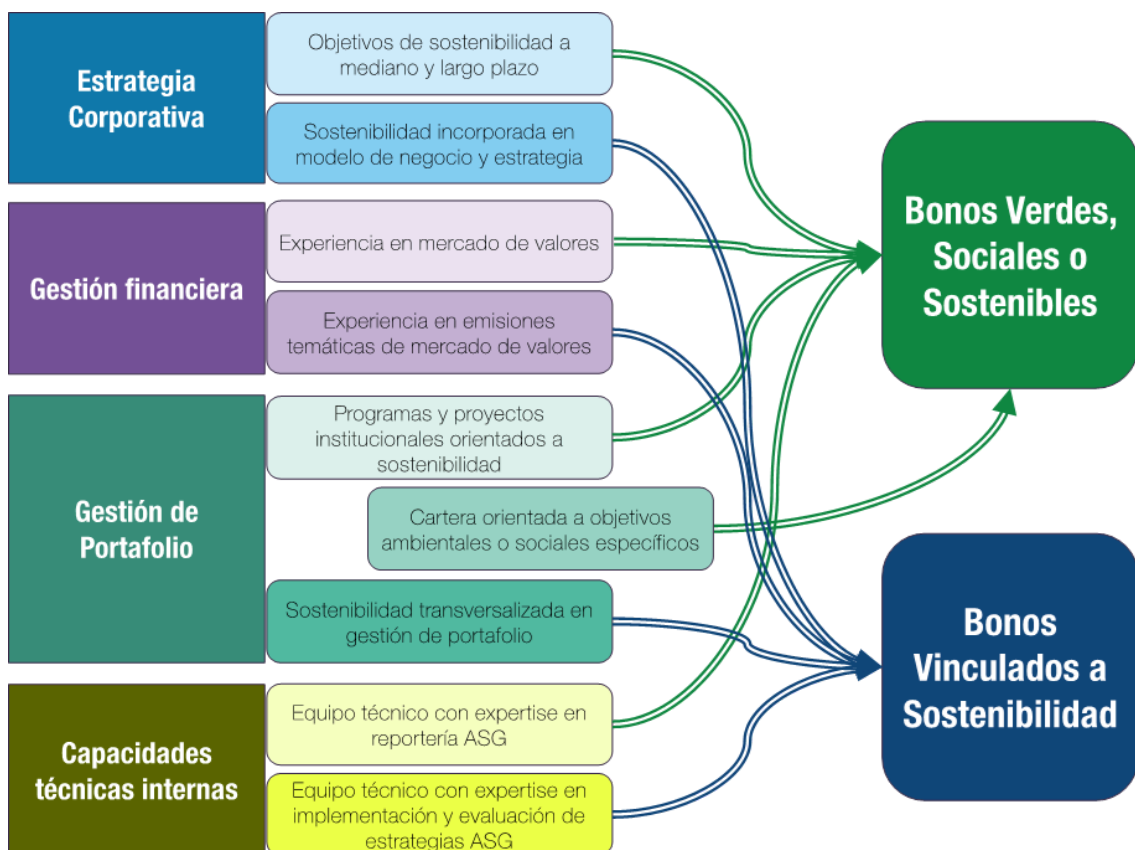 Estrategia
Corporativa
Objetivos de sostenibilidad a
mediano y largo plazo
Sostenibilidad incorporada en
modelo de negocio y estrategia
Gestión financiera
Experiencia en mercado de valores
Experiencia en emisiones
temáticas de mercado de valores
Gestión de
Portafolio
Programas y proyectos
institucionales orientados a
sostenibilidad
Cartera orientada a objetivos
ambientales o sociales específicos
Sostenibilidad transversalizada en
gestión de portafolio
Capacidades
técnicas internas
Equipo técnico con expertise en
reportería ASG
Equipo técnico con expertise en
implementación y evaluación de
estrategias ASG
Bonos Verdes,
Sociales o
Sostenibles
Bonos
Vinculados a
Sostenibilidad